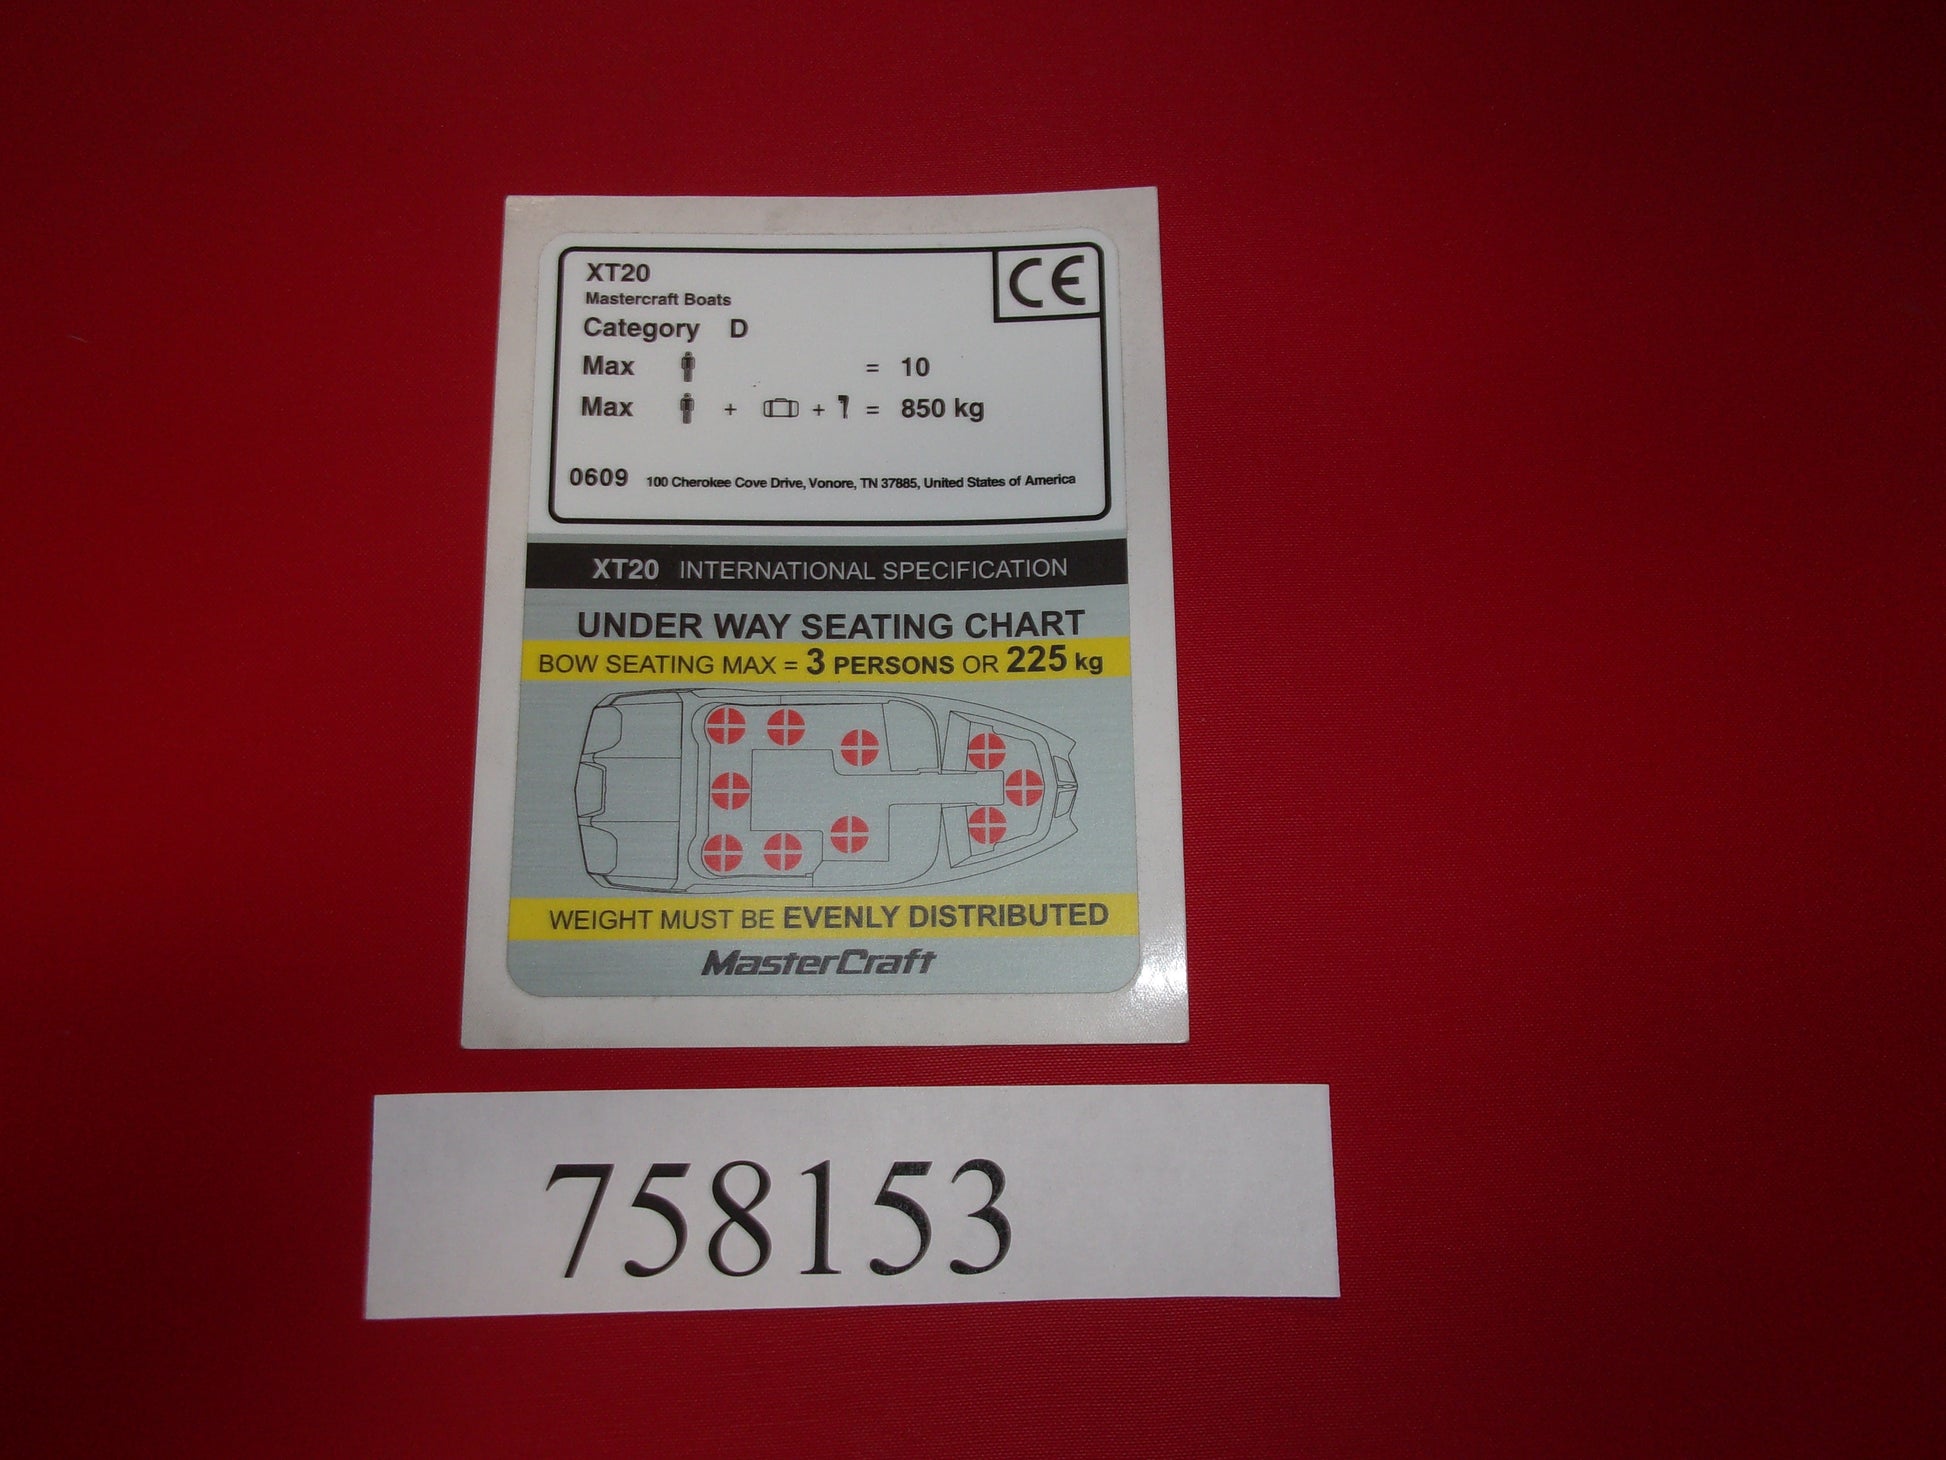 XT20
CE
Mastercraft Boats
Category D
Max = 10
Max + + = 850 kg
0609 100 Cherokee Cove Drive, Vonore, TN 37885, United States of America
XT20 INTERNATIONAL SPECIFICATION
UNDER WAY SEATING CHART
BOW SEATING MAX = 3 PERSONS OR 225 kg
WEIGHT MUST BE EVENLY DISTRIBUTED
MasterCraft
758153